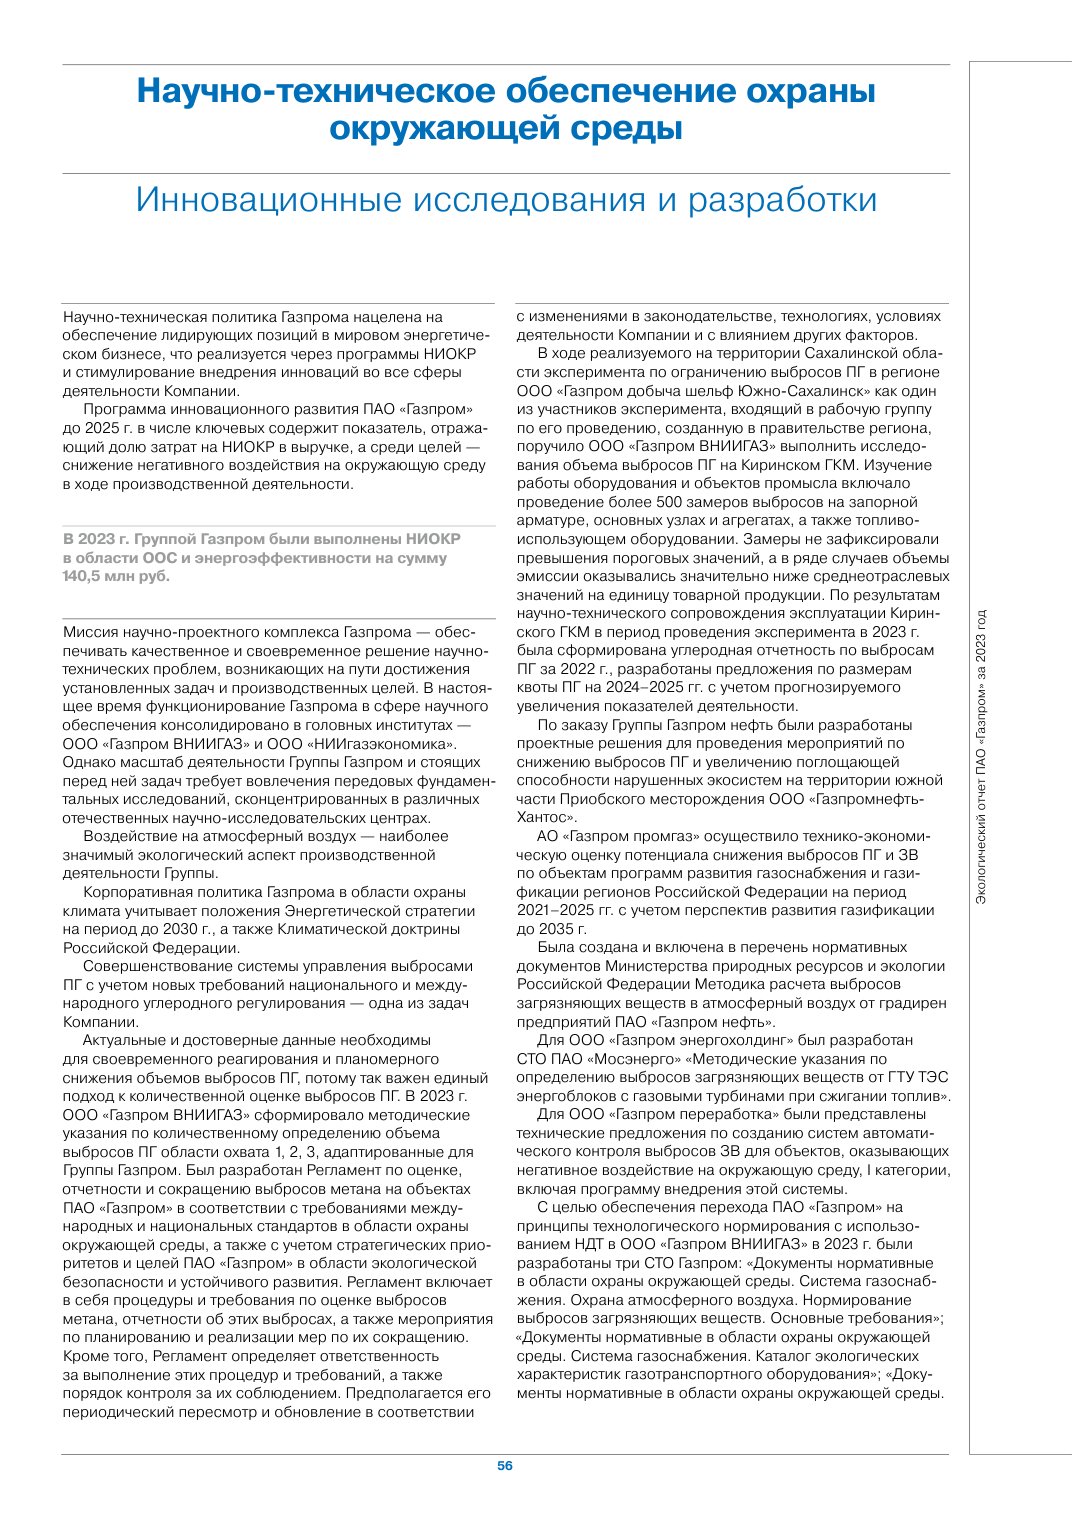 Научно-техническое обеспечение охраны
окружающей среды
Инновационные исследования и разработки
Научно-техническая политика Газпрома нацелена на
обеспечение лидирующих позиций в мировом энергетиче-
ском бизнесе, что реализуется через программы НИОКР
и стимулирование внедрения инноваций во все сферы
деятельности Компании.
Программа инновационного развития ПАО «Газпром»
до 2025 г. в числе ключевых содержит показатель, отража-
ющий долю затрат на НИОКР в выручке, а среди целей —
снижение негативного воздействия на окружающую среду
в ходе производственной деятельности.
В 2023 г. Группой Газпром были выполнены НИОКР
в области ООС и энергоэффективности на сумму
140,5 млн руб.
Миссия научно-проектного комплекса Газпрома — обес-
печивать качественное и своевременное решение научно-
технических проблем, возникающих на пути достижения
установленных задач и производственных целей. В настоя-
щее время функционирование Газпрома в сфере научного
обеспечения консолидировано в головных институтах —
ООО «Газпром ВНИИГАЗ» и ООО «НИИгазэкономика».
Однако масштаб деятельности Группы Газпром и стоящих
перед ней задач требует вовлечения передовых фундамен-
тальных исследований, сконцентрированных в различных
отечественных научно-исследовательских центрах.
Воздействие на атмосферный воздух — наиболее
значимый экологический аспект производственной
деятельности Группы.
Корпоративная политика Газпрома в области охраны
климата учитывает положения Энергетической стратегии
на период до 2030 г., а также Климатической доктрины
Российской Федерации.
Совершенствование системы управления выбросами
ПГ с учетом новых требований национального и между-
народного углеродного регулирования — одна из задач
Компании.
Актуальные и достоверные данные необходимы
для своевременного реагирования и планомерного
снижения объемов выбросов ПГ, потому так важен единый
подход к количественной оценке выбросов ПГ. В 2023 г.
ООО «Газпром ВНИИГАЗ» сформировало методические
указания по количественному определению объема
выбросов ПГ области охвата 1, 2, 3, адаптированные для
Группы Газпром. Был разработан Регламент по оценке,
отчетности и сокращению выбросов метана на объектах
ПАО «Газпром» в соответствии с требованиями между-
народных и национальных стандартов в области охраны
окружающей среды, а также с учетом стратегических прио-
ритетов и целей ПАО «Газпром» в области экологической
безопасности и устойчивого развития. Регламент включает
в себя процедуры и требования по оценке выбросов
метана, отчетности об этих выбросах, а также мероприятия
по планированию и реализации мер по их сокращению.
Кроме того, Регламент определяет ответственность
за выполнение этих процедур и требований, а также
порядок контроля за их соблюдением. Предполагается его
периодический пересмотр и обновление в соответствии
с изменениями в законодательстве, технологиях, условиях
деятельности Компании и с влиянием других факторов.
В ходе реализуемого на территории Сахалинской обла-
сти эксперимента по ограничению выбросов ПГ в регионе
ООО «Газпром добыча шельф Южно-Сахалинск» как один
из участников эксперимента, входящий в рабочую группу
по его проведению, созданную в правительстве региона,
поручило ООО «Газпром ВНИИГАЗ» выполнить исследо-
вания объема выбросов ПГ на Киринском ГКМ. Изучение
работы оборудования и объектов промысла включало
проведение более 500 замеров выбросов на запорной
арматуре, основных узлах и агрегатах, а также топливо-
использующем оборудовании. Замеры не зафиксировали
превышения пороговых значений, а в ряде случаев объемы
эмиссии оказывались значительно ниже среднеотраслевых
значений на единицу товарной продукции. По результатам
научно-технического сопровождения эксплуатации Кирин-
ского ГКМ в период проведения эксперимента в 2023 г.
была сформирована углеродная отчетность по выбросам
ПГ за 2022 г., разработаны предложения по размерам
квоты ПГ на 2024–2025 гг. с учетом прогнозируемого
увеличения показателей деятельности.
По заказу Группы Газпром нефть были разработаны
проектные решения для проведения мероприятий по
снижению выбросов ПГ и увеличению поглощающей
способности нарушенных экосистем на территории южной
части Приобского месторождения ООО «Газпромнефть-
Хантос».
АО «Газпром промгаз» осуществило технико-экономи-
ческую оценку потенциала снижения выбросов ПГ и ЗВ
по объектам программ развития газоснабжения и гази-
фикации регионов Российской Федерации на период
2021–2025 гг. с учетом перспектив развития газификации
до 2035 г.
Была создана и включена в перечень нормативных
документов Министерства природных ресурсов и экологии
Российской Федерации Методика расчета выбросов
загрязняющих веществ в атмосферный воздух от градирен
предприятий ПАО «Газпром нефть».
Для ООО «Газпром энергохолдинг» был разработан
СТО ПАО «Мосэнерго» «Методические указания по
определению выбросов загрязняющих веществ от ГТУ ТЭС
энергоблоков с газовыми турбинами при сжигании топлив».
Для ООО «Газпром переработка» были представлены
технические предложения по созданию систем автомати-
ческого контроля выбросов ЗВ для объектов, оказывающих
негативное воздействие на окружающую среду, I категории,
включая программу внедрения этой системы.
С целью обеспечения перехода ПАО «Газпром» на
принципы технологического нормирования с использо-
ванием НДТ в ООО «Газпром ВНИИГАЗ» в 2023 г. были
разработаны три СТО Газпром: «Документы нормативные
в области охраны окружающей среды. Система газоснаб-
жения. Охрана атмосферного воздуха. Нормирование
выбросов загрязняющих веществ. Основные требования»;
«Документы нормативные в области охраны окружающей
среды. Система газоснабжения. Каталог экологических
характеристик газотранспортного оборудования»; «Доку-
менты нормативные в области охраны окружающей среды.
Экологический отчет ПАО «Газпром» за 2023 год
56